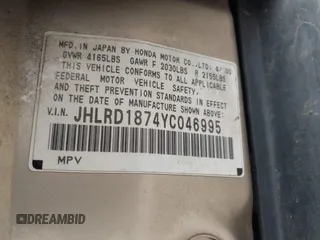 MFD. IN JAPAN BY HONDA MOTOR CO.,LTD.
GVWR 4165LBS GAWR F 2030LBS R 2155LBS
THIS VEHICLE CONFORMS TO ALL APPLICABLE
FEDERAL MOTOR VEHICLE SAFETY,
AND THEFT PREVENTION STANDARDS IN EFFECT
ON THE DATE OF MANUFACTURE SHOWN ABOVE.
V.I.N. JHLRD1874YC046995
MPV
DREAMBID